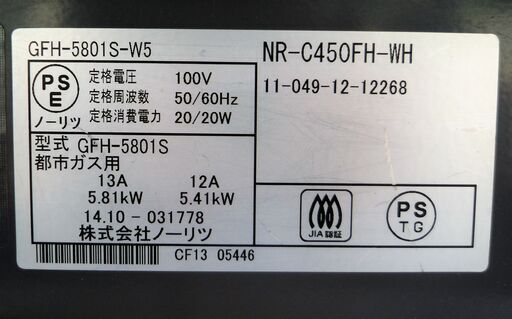 GFH-5801S-W5
PS
E
ノーリツ
定格電圧 100V
定格周波数 50/60Hz
定格消費電力 20/20W
型式 GFH-5801S
都市ガス用
13A 12A
5.81kW 5.41kW
14.10-031778
株式会社ノーリツ
CF13 05446
NR-C450FH-WH
11-049-12-12268
JIA認証
PS
TG